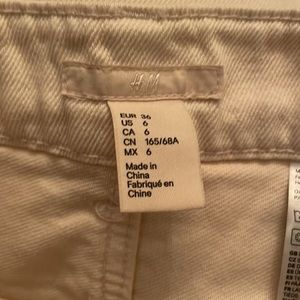 H&M
EUR 36
US 6
CA 6
CN 165/68A
MX 6
Made in
China
Fabriqué en
Chine